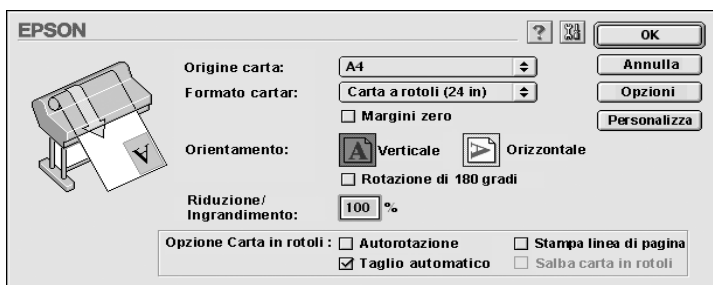 EPSON
? OK
Origine carta: A4 Annulla
Formato cartar: Carta a rotoli (24 in) Opzioni
Margini zero Personalizza
Orientamento: A Verticale A Orizzontale
Rotazione di 180 gradi
Riduzione/
Ingrandimento: 100 %
Opzione Carta in rotoli : Autorotazione Stampa linea di pagina
Taglio automatico Salba carta in rotoli
A